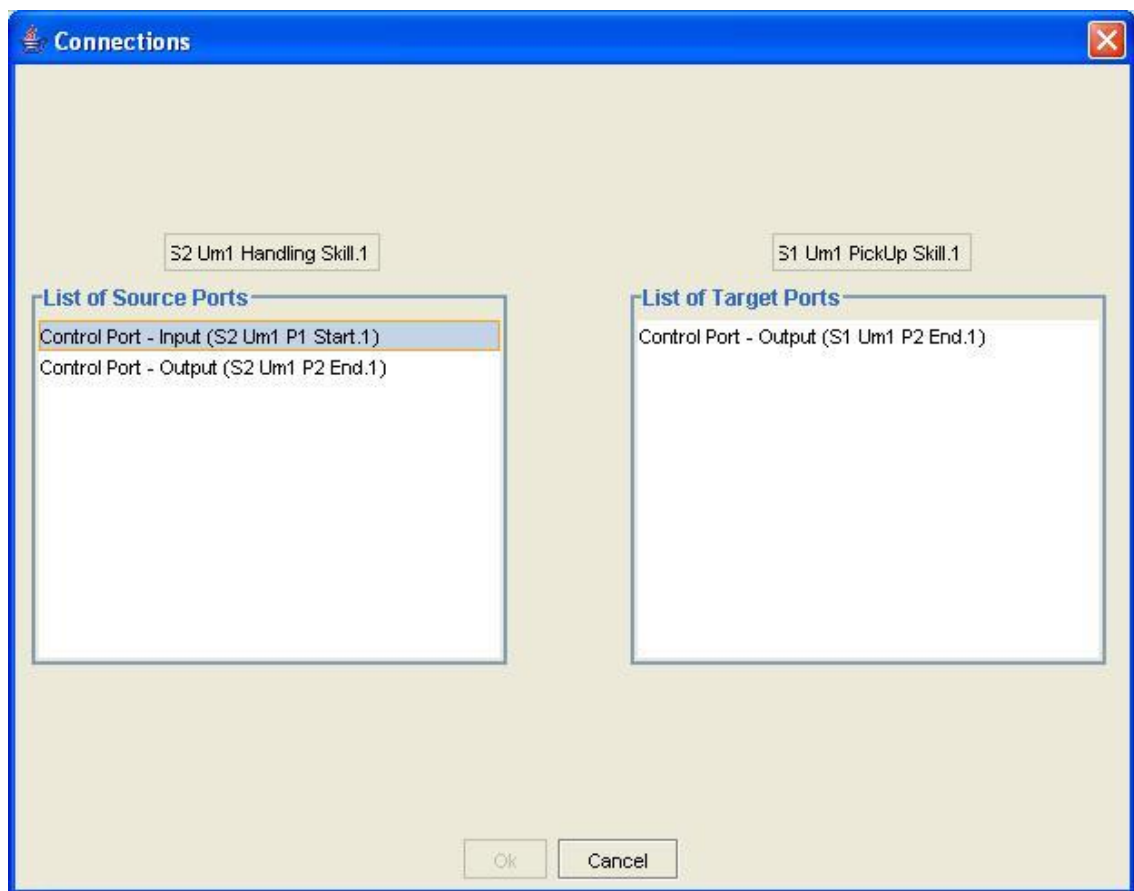 Connections
S2 Um1 Handling Skill.1
S1 Um1 PickUp Skill.1
List of Source Ports
Control Port - Input (S2 Um1 P1 Start.1)
Control Port - Output (S2 Um1 P2 End.1)
List of Target Ports
Control Port - Output (S1 Um1 P2 End.1)
Ok
Cancel